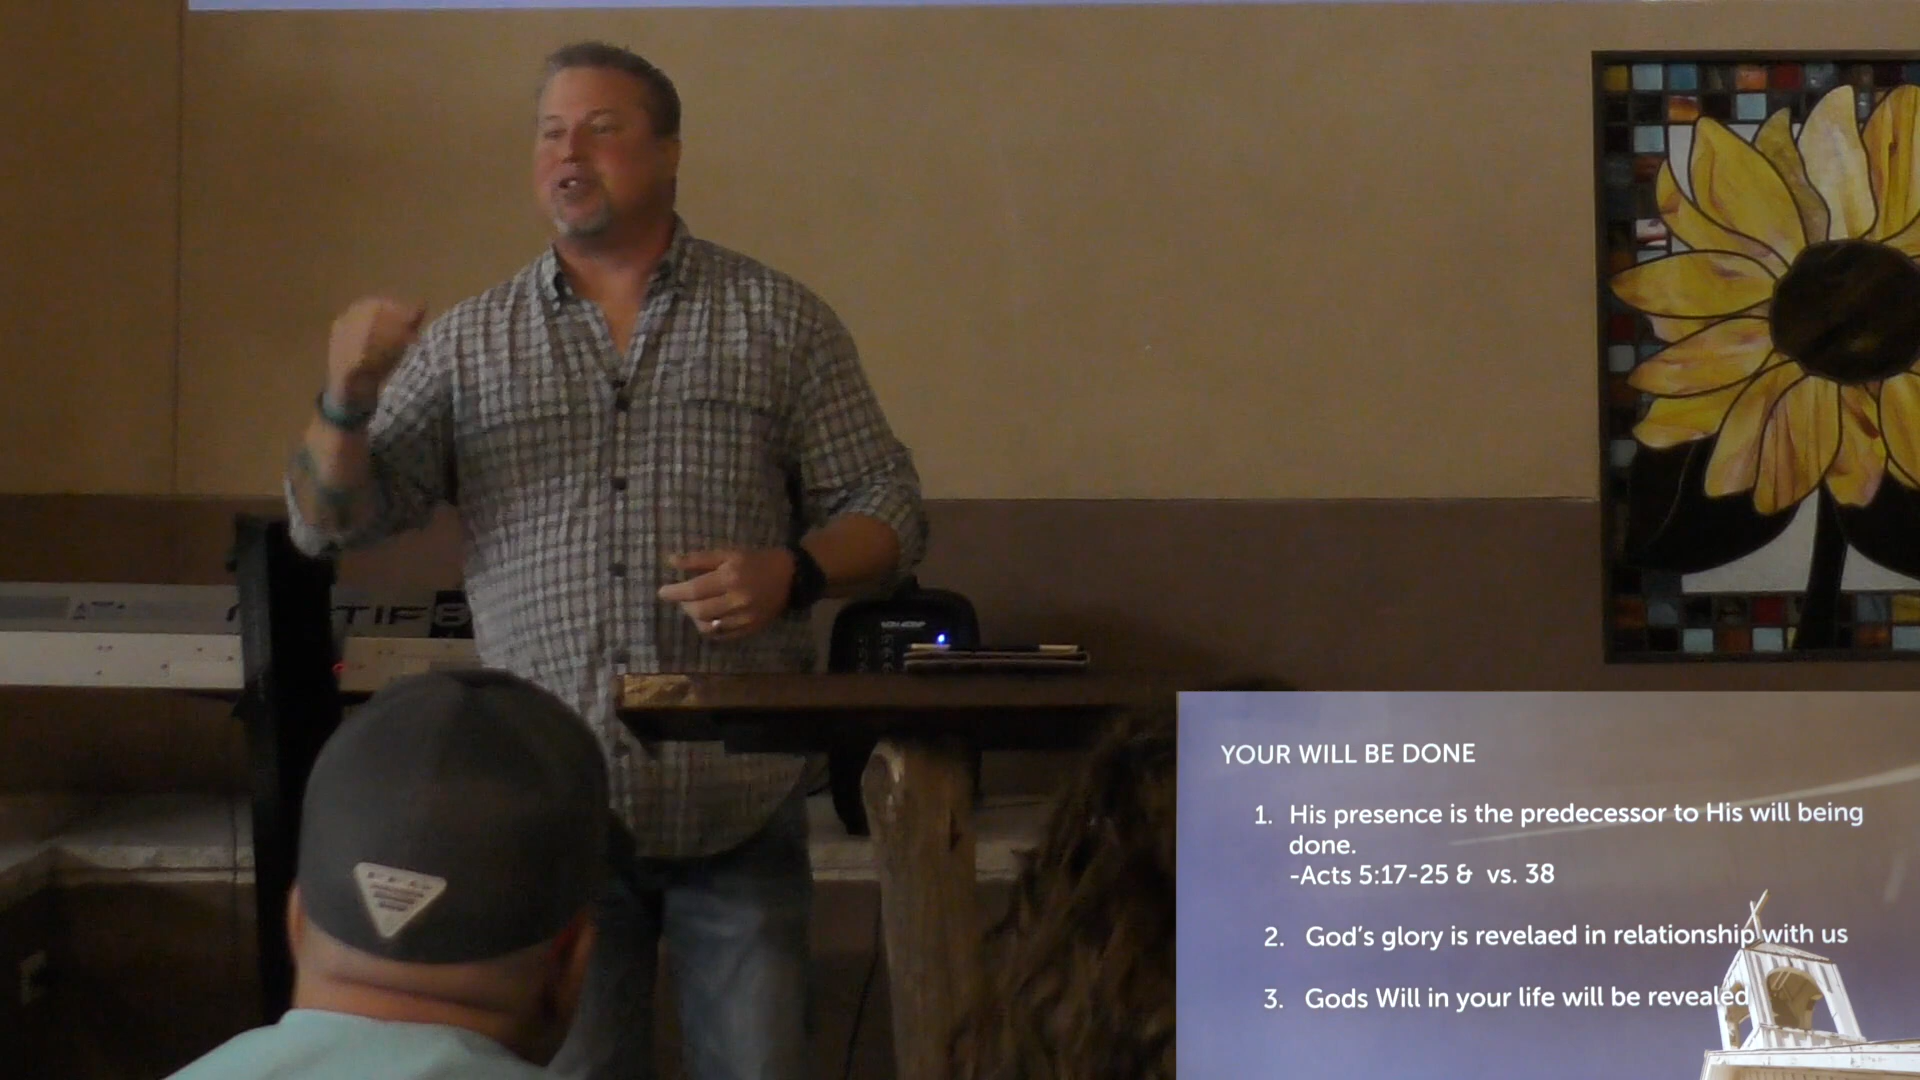 YOUR WILL BE DONE
1. His presence is the predecessor to His will being
done.
-Acts 5:17-25 & vs. 38
2. God's glory is revelaed in relationship with us
3. Gods Will in your life will be revealed